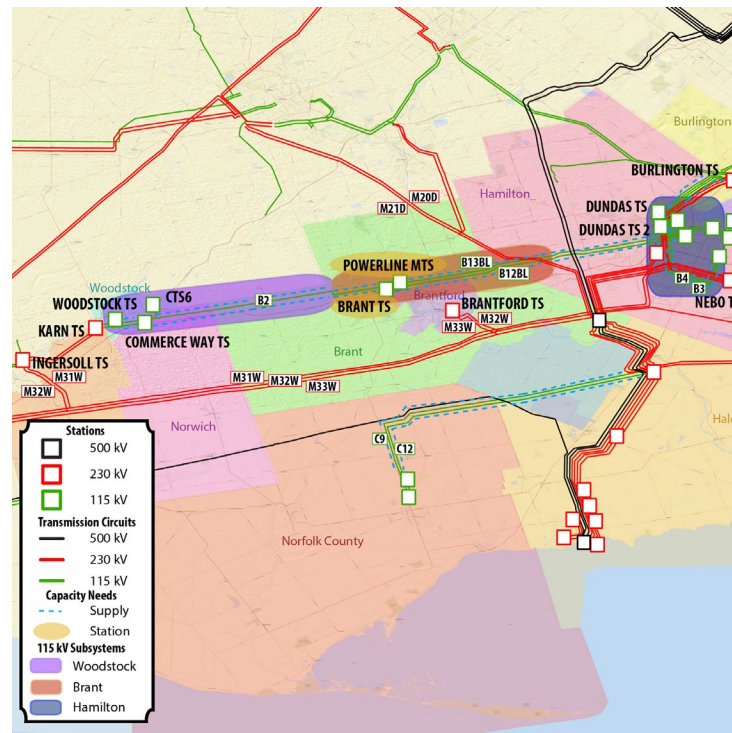 Burlington
BURLINGTON TS
Hamilton
M20D
M21D
DUNDAS TS
DUNDAS TS 2
POWERLINE MTS
B13BL
B12BL
B4
B3
NEBO T
Woodstock
CTS6
WOODSTOCK TS
B2
BRANT TS
Brantford
BRANTFORD TS
KARN TS
COMMERCE WAY TS
M32W
M33W
Brant
INGERSOLL TS
M31W
M32W
M31W
M32W
M33W
Norwich
Hal
C9
C12
Norfolk County
Stations
500 kV
230 kV
115 kV
Transmission Circuits
500 kV
230 kV
115 kV
Capacity Needs
Supply
Station
115 kV Subsystems
Woodstock
Brant
Hamilton